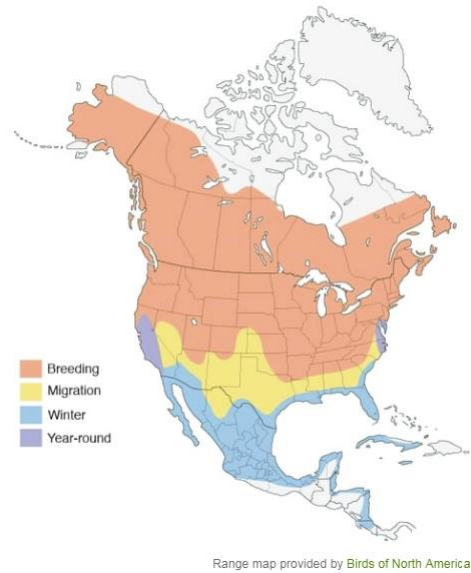 Breeding
Migration
Winter
Year-round
Range map provided by Birds of North America